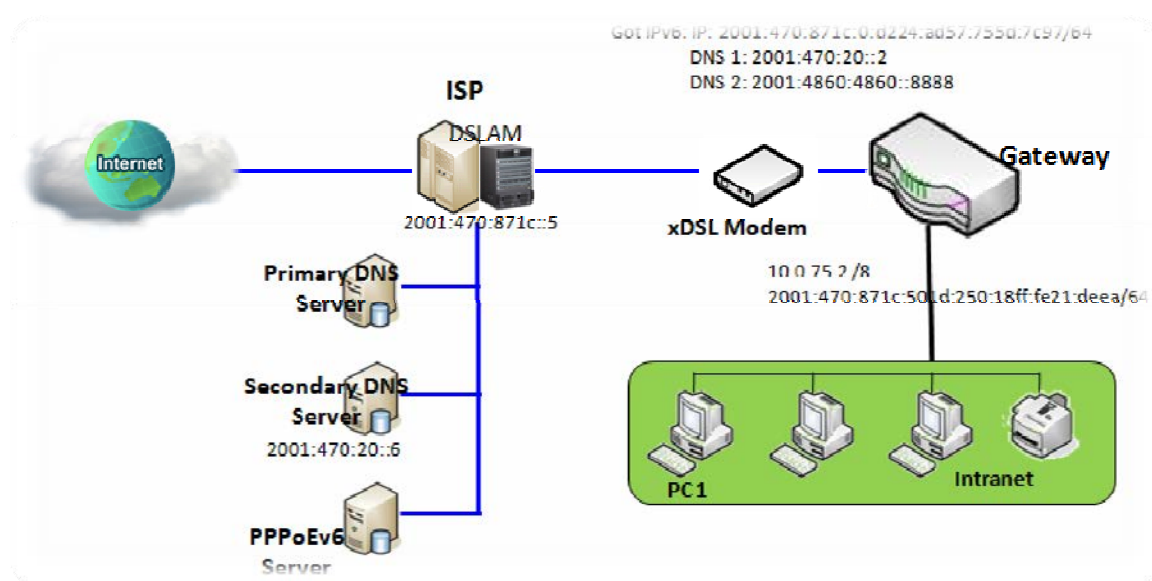 Got IPv6. IP: 2001:470:871c:0:d224:ad57:755d:7c97/64
DNS 1: 2001:470:20::2
DNS 2: 2001:4860:4860::8888
ISP
DSLAM
Internet
Gateway
2001:470:871c::5
xDSL Modem
Primary DNS
Server
10.0.75.2 /8
2001:470:871c:501d:250:18ff:fe21:deea/64
Secondary DNS
Server
2001:470:20::6
PC1
Intranet
PPPoEv6
Server